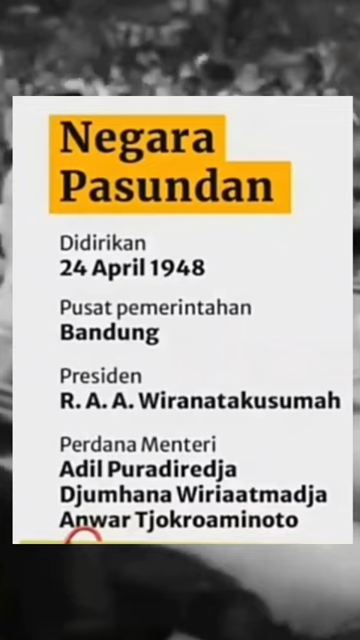 Negara
Pasundan
Didirikan
24 April 1948
Pusat pemerintahan
Bandung
Presiden
R. A. A. Wiranatakusumah
Perdana Menteri
Adil Puradiredja
Djumhana Wiriaatmadja
Anwar Tjokroaminoto